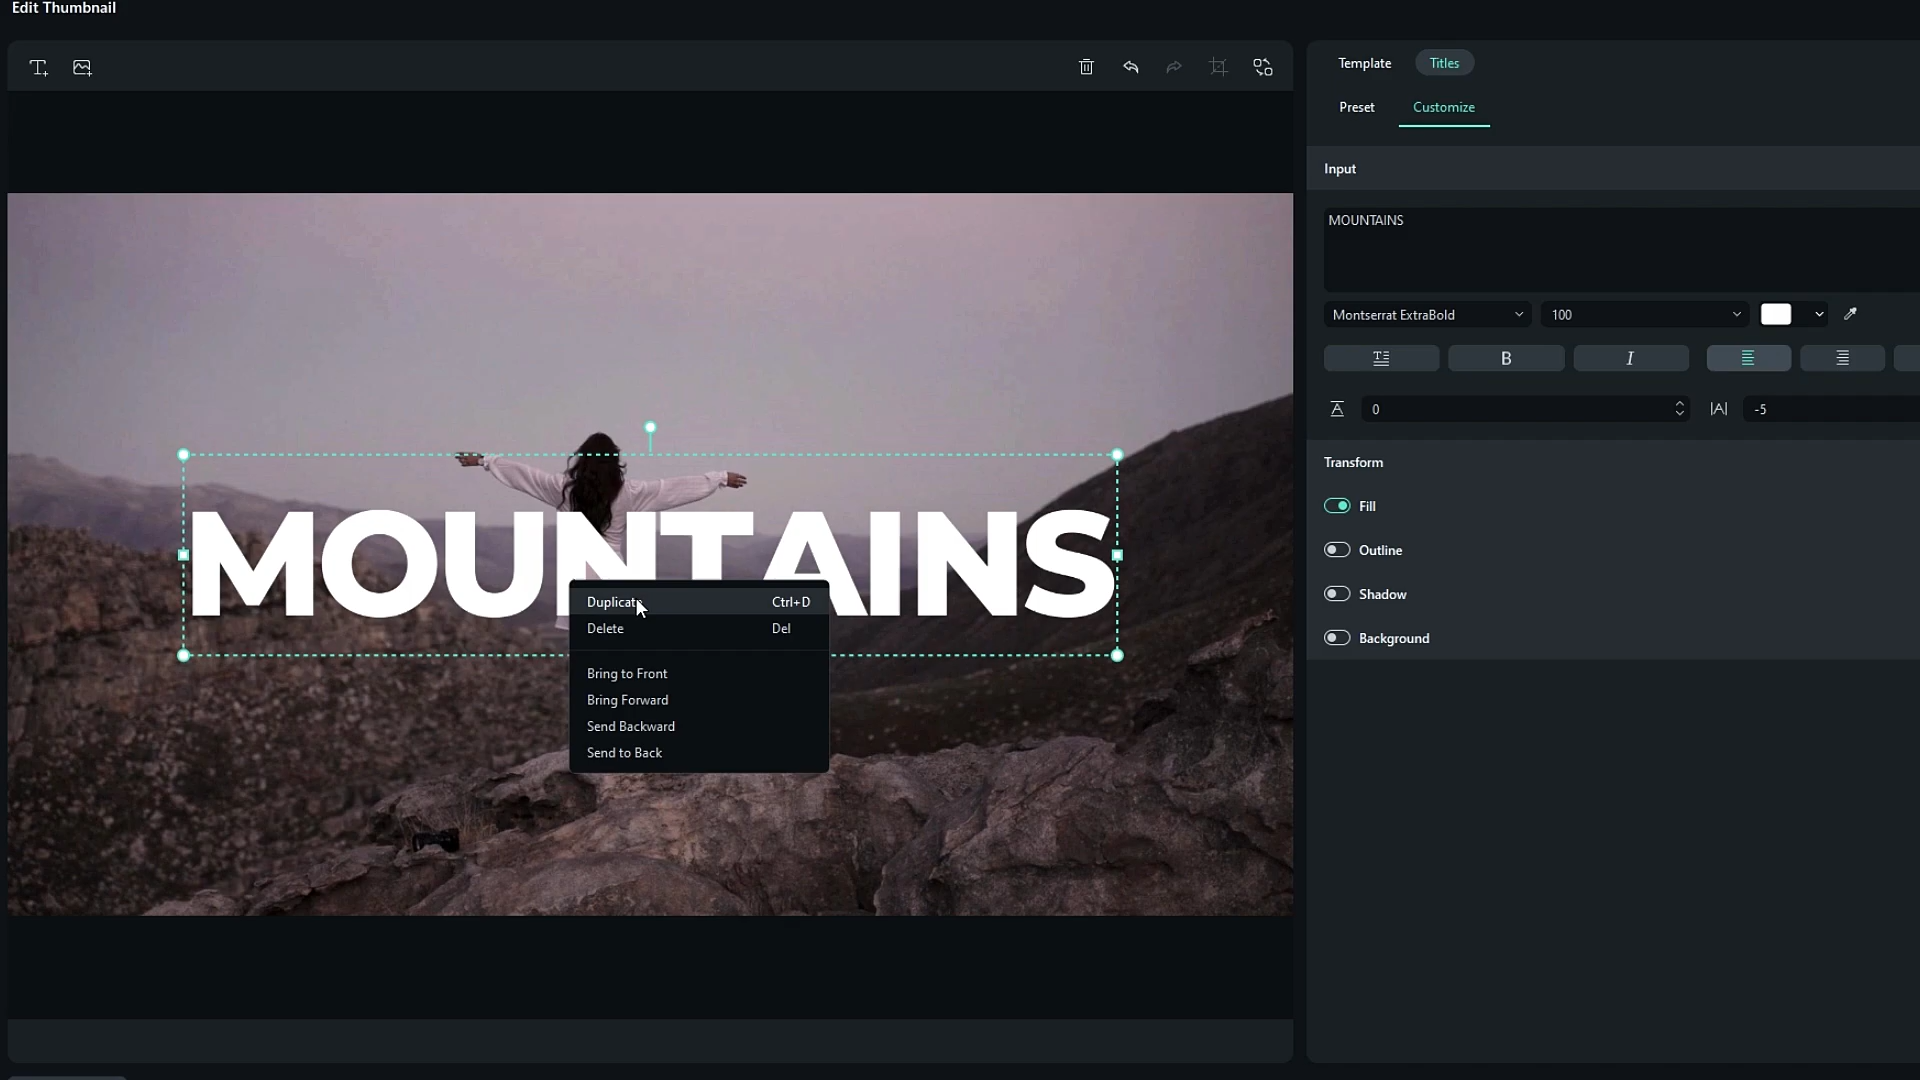 Edit Thumbnail
Template
Titles
Preset
Customize
Input
MOUNTAINS
Montserrat ExtraBold
100
B
I
0
-5
Transform
Fill
Outline
Shadow
Background
MOUNTAINS
Duplicate Ctrl+D
Delete Del
Bring to Front
Bring Forward
Send Backward
Send to Back